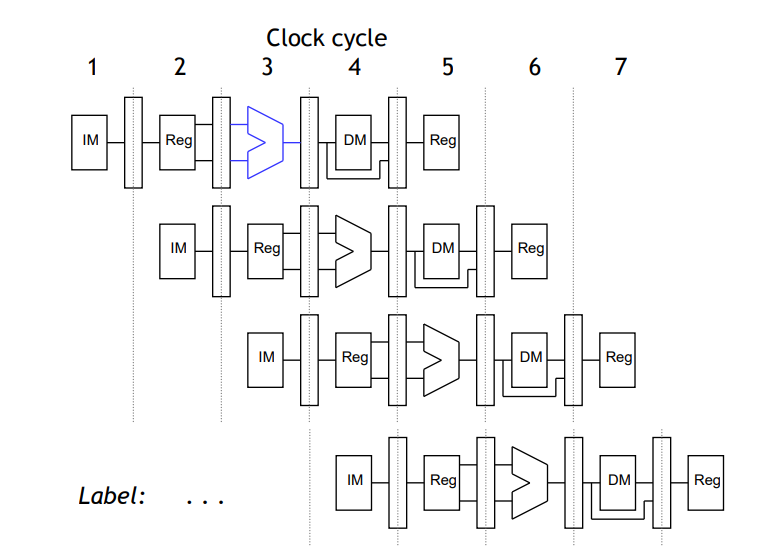 Clock cycle
1 2 3 4 5 6 7
IM Reg DM Reg
IM Reg DM Reg
IM Reg DM Reg
Label: . . . IM Reg DM Reg